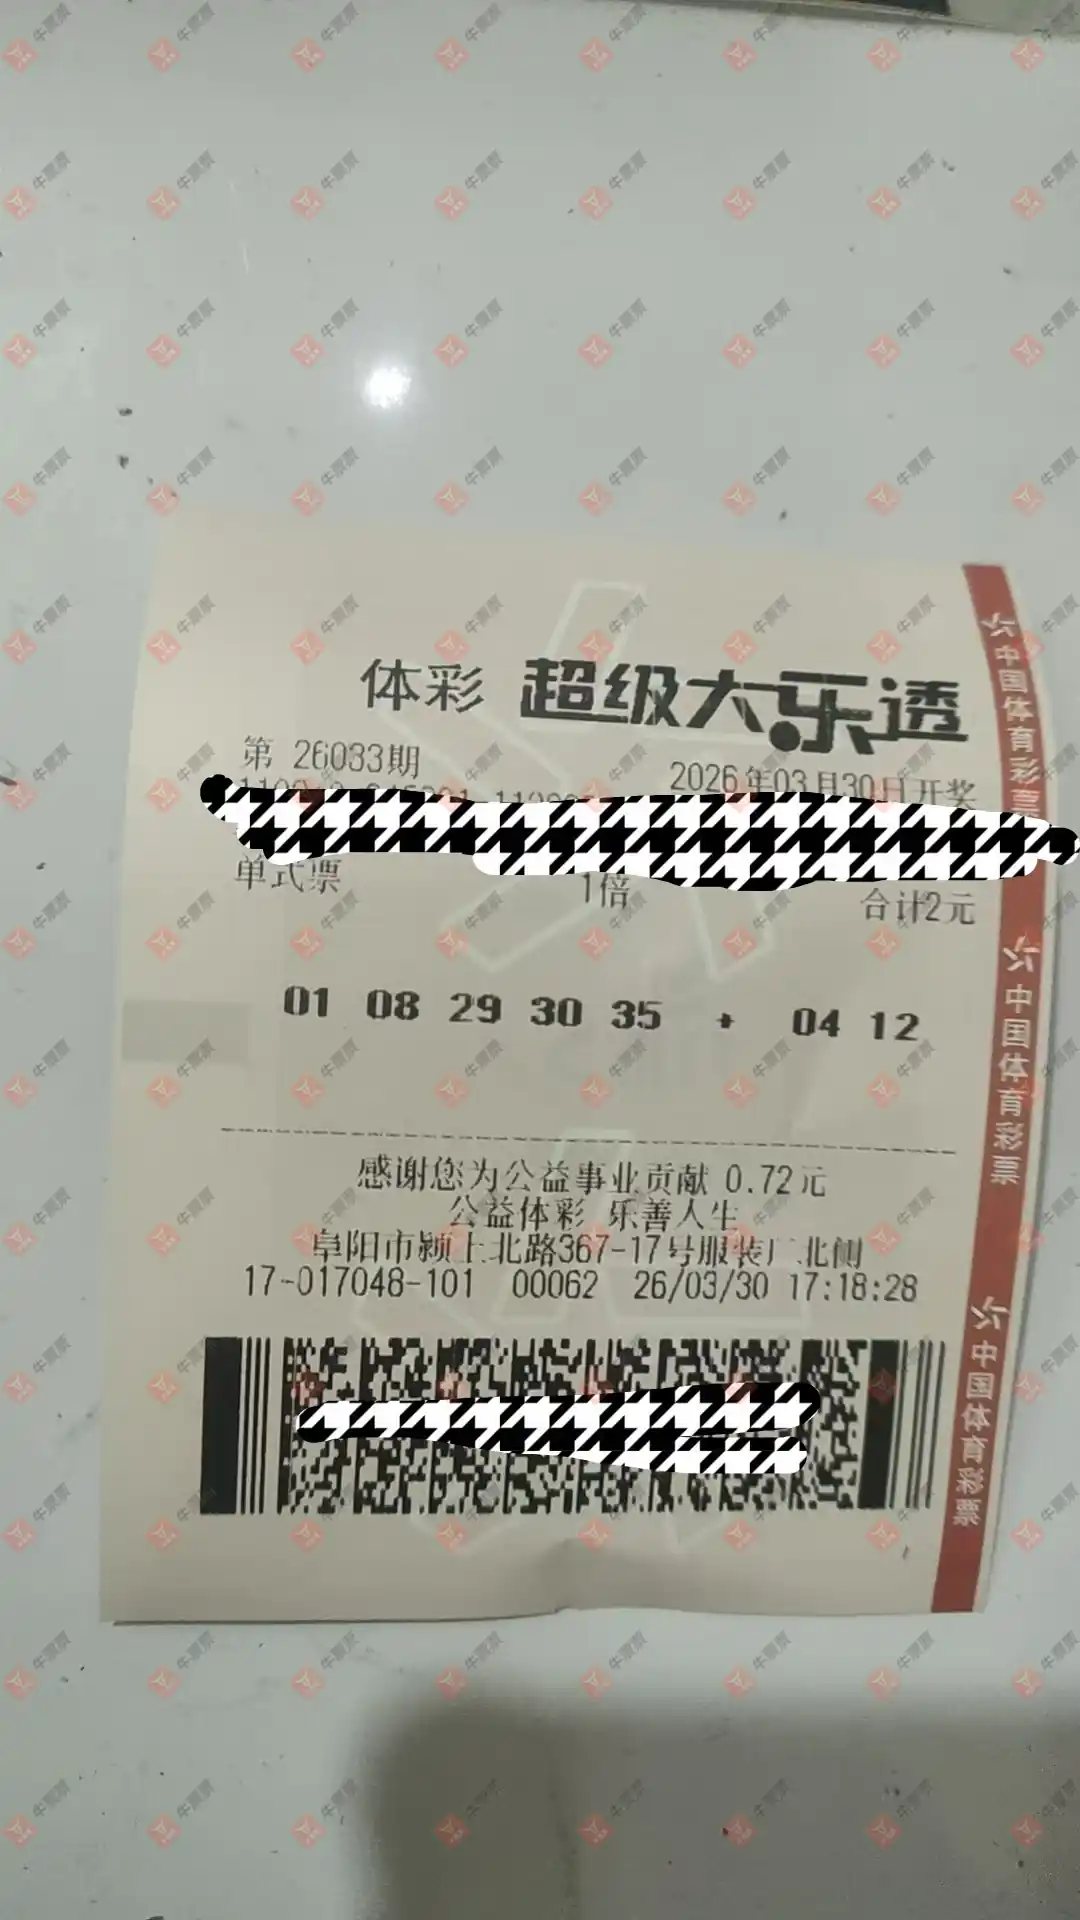 体彩 超级大乐透
第 26033期
2026年03月30日开奖
单式票 1倍 合计2元
01 08 29 30 35 + 04 12
感谢您为公益事业贡献 0.72元
公益体彩 乐善人生
阜阳市颍上北路367-17号服装厂北侧
17-017048-101 00062 26/03/30 17:18:28
中国体育彩票
中国体育彩票
中国体育彩票
牛票票